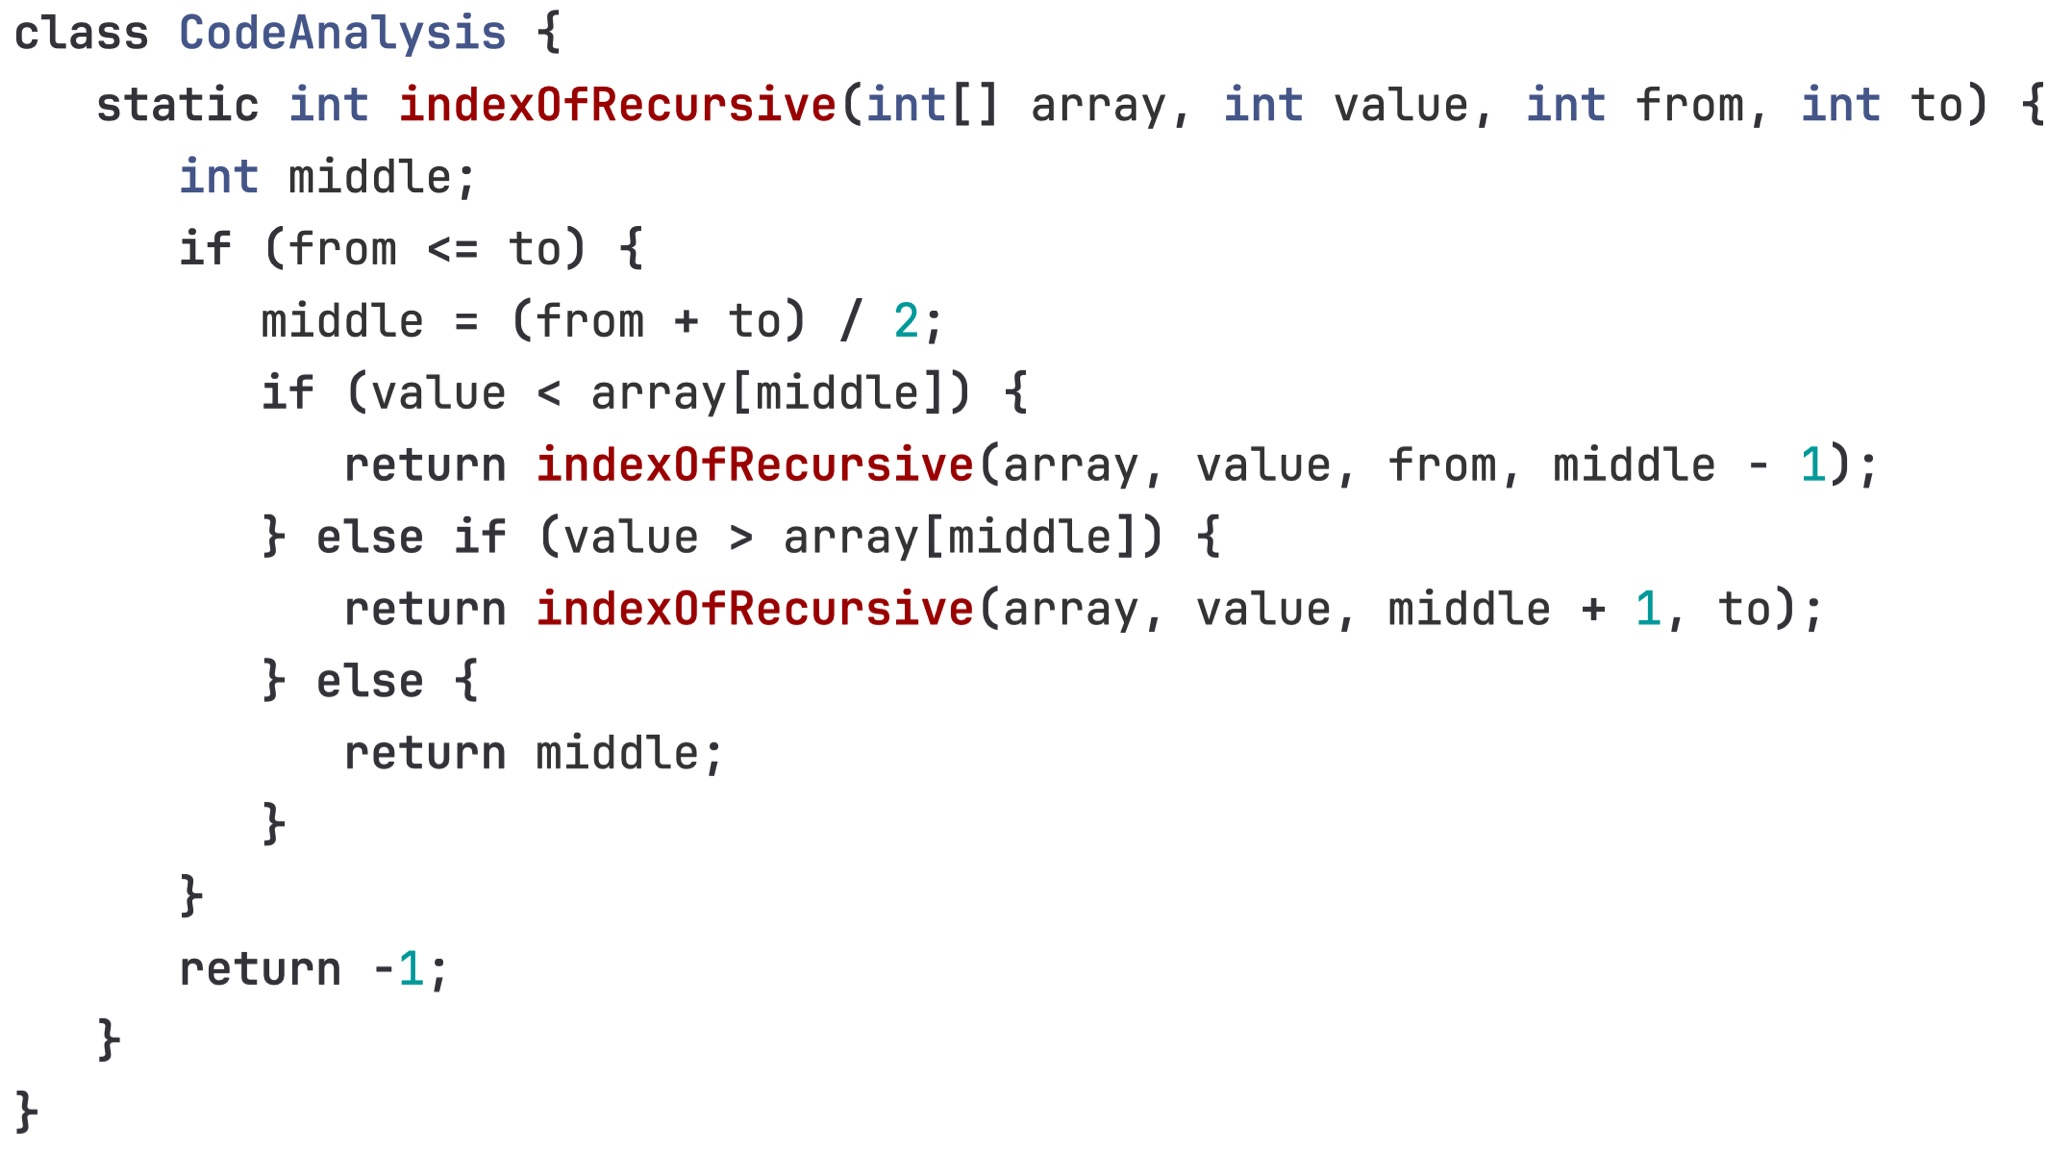 class CodeAnalysis {
   static int indexOfRecursive(int[] array, int value, int from, int to) {
      int middle;
      if (from <= to) {
         middle = (from + to) / 2;
         if (value < array[middle]) {
            return indexOfRecursive(array, value, from, middle - 1);
         } else if (value > array[middle]) {
            return indexOfRecursive(array, value, middle + 1, to);
         } else {
            return middle;
         }
      }
      return -1;
   }
}